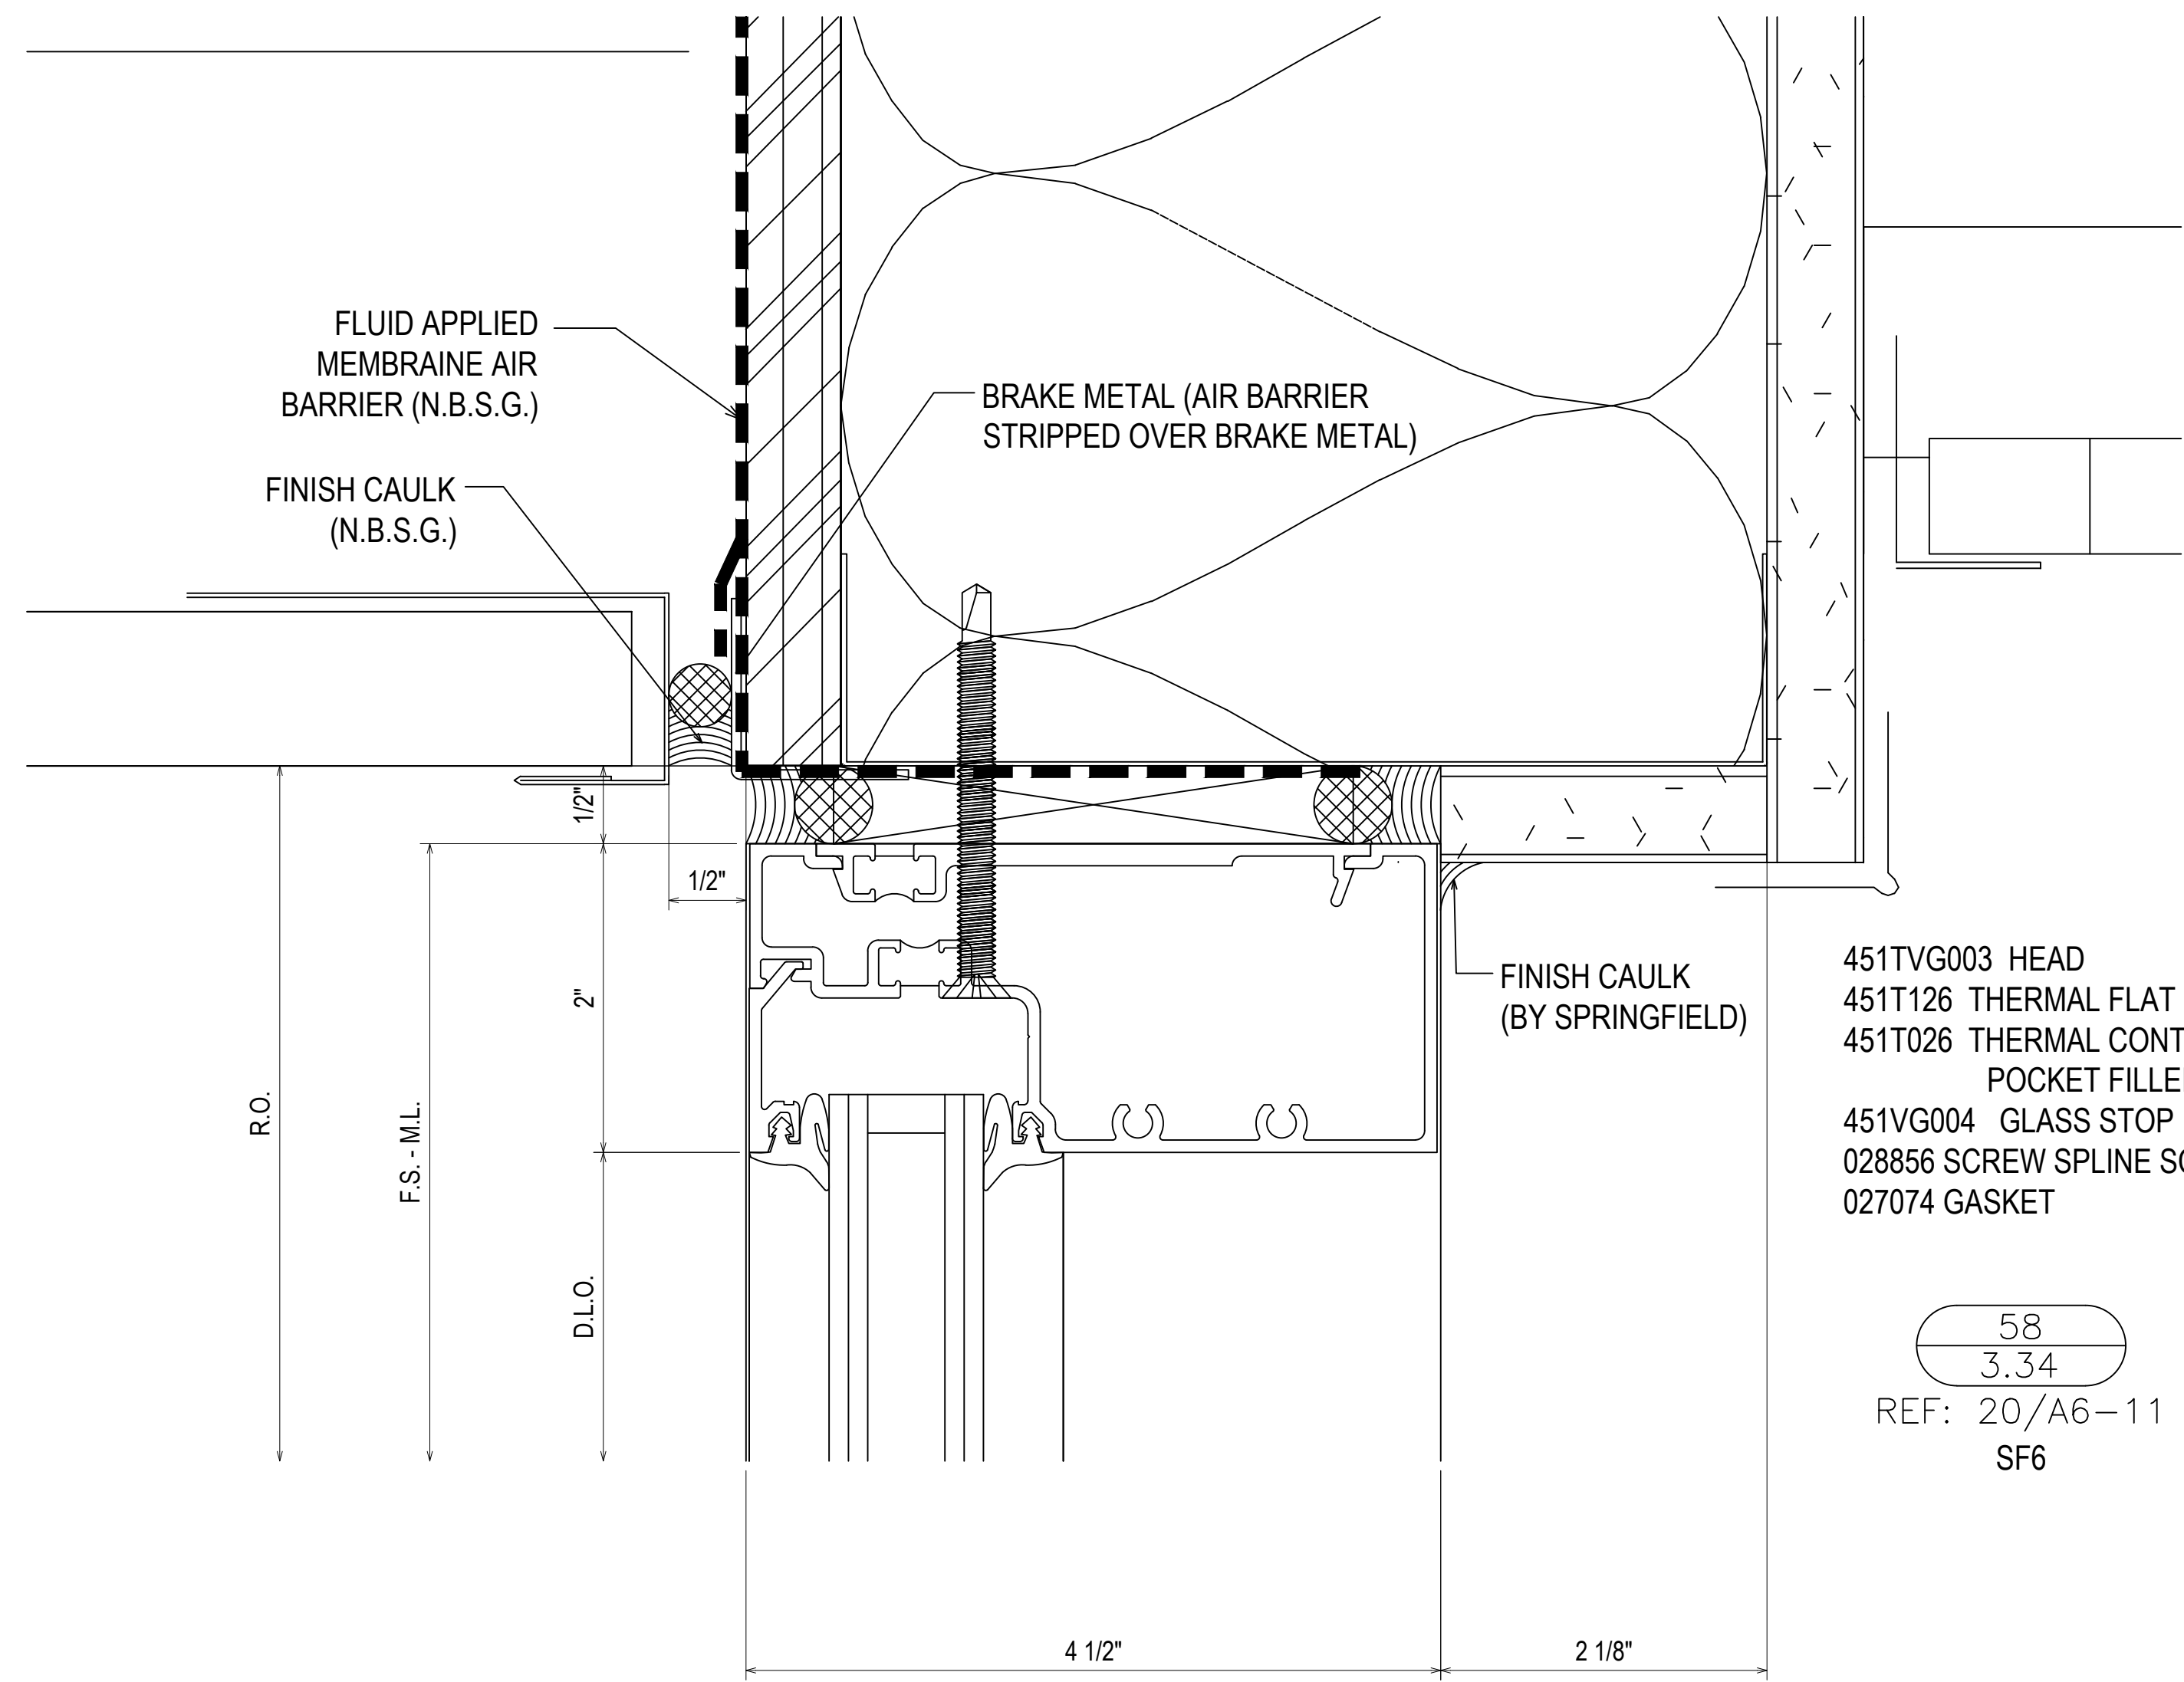 FLUID APPLIED
MEMBRAINE AIR
BARRIER (N.B.S.G.)
BRAKE METAL (AIR BARRIER
STRIPPED OVER BRAKE METAL)
FINISH CAULK
(N.B.S.G.)
1/2"
1/2"
2"
R.O.
F.S. - M.L.
D.L.O.
FINISH CAULK
(BY SPRINGFIELD)
451TVG003 HEAD
451T126 THERMAL FLAT
451T026 THERMAL CONT
POCKET FILLE
451VG004 GLASS STOP
028856 SCREW SPLINE SC
027074 GASKET
58
3.34
REF: 20/A6-11
SF6
4 1/2"
2 1/8"